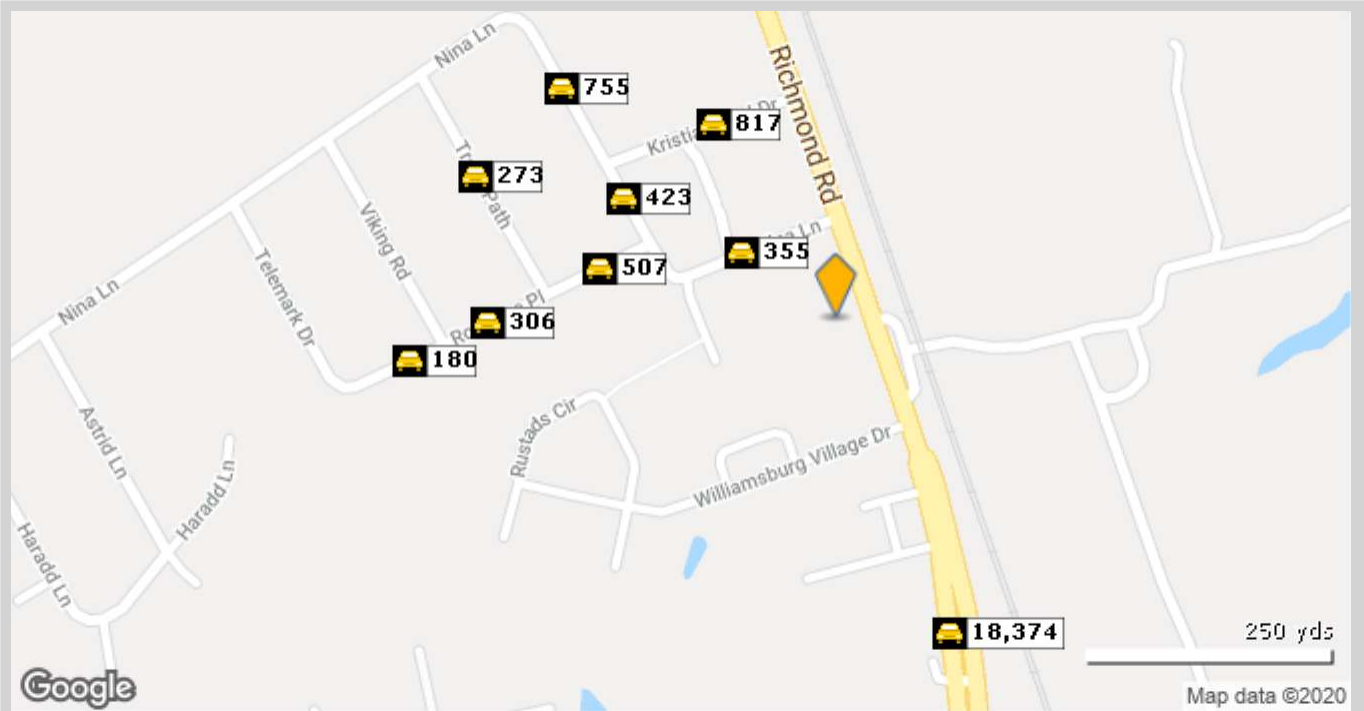 Nina Ln
755
Richmond Rd
817
273
423
Viking Rd
355
507
Telemark Dr
Nina Ln
306
180
Astrid Ln
Rustads Cir
Williamsburg Village Dr
Haradd Ln
Haradd Ln
18,374
250 yds
Google
Map data ©2020